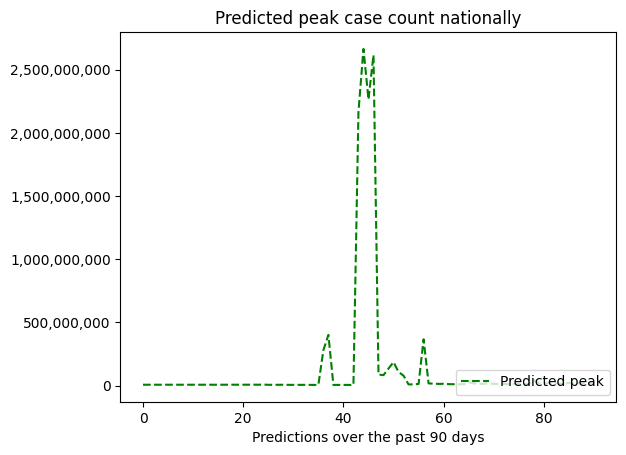 Predicted peak case count nationally
2,500,000,000
2,000,000,000
1,500,000,000
1,000,000,000
500,000,000
0
Predicted peak
0 20 40 60 80
Predictions over the past 90 days